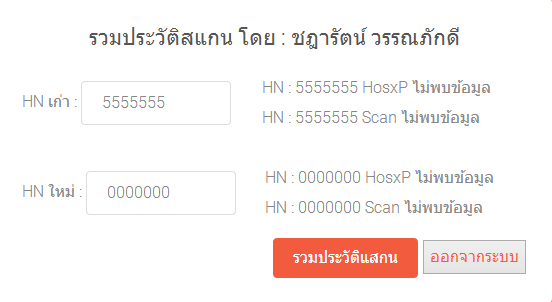 รวมประวัติสแกน โดย : ชฎารัตน์ วรรณภักดี
HN เก่า : 5555555
HN : 5555555 HosxP ไม่พบข้อมูล
HN : 5555555 Scan ไม่พบข้อมูล
HN ใหม่ : 0000000
HN : 0000000 HosxP ไม่พบข้อมูล
HN : 0000000 Scan ไม่พบข้อมูล
รวมประวัติแสกน ออกจากระบบ